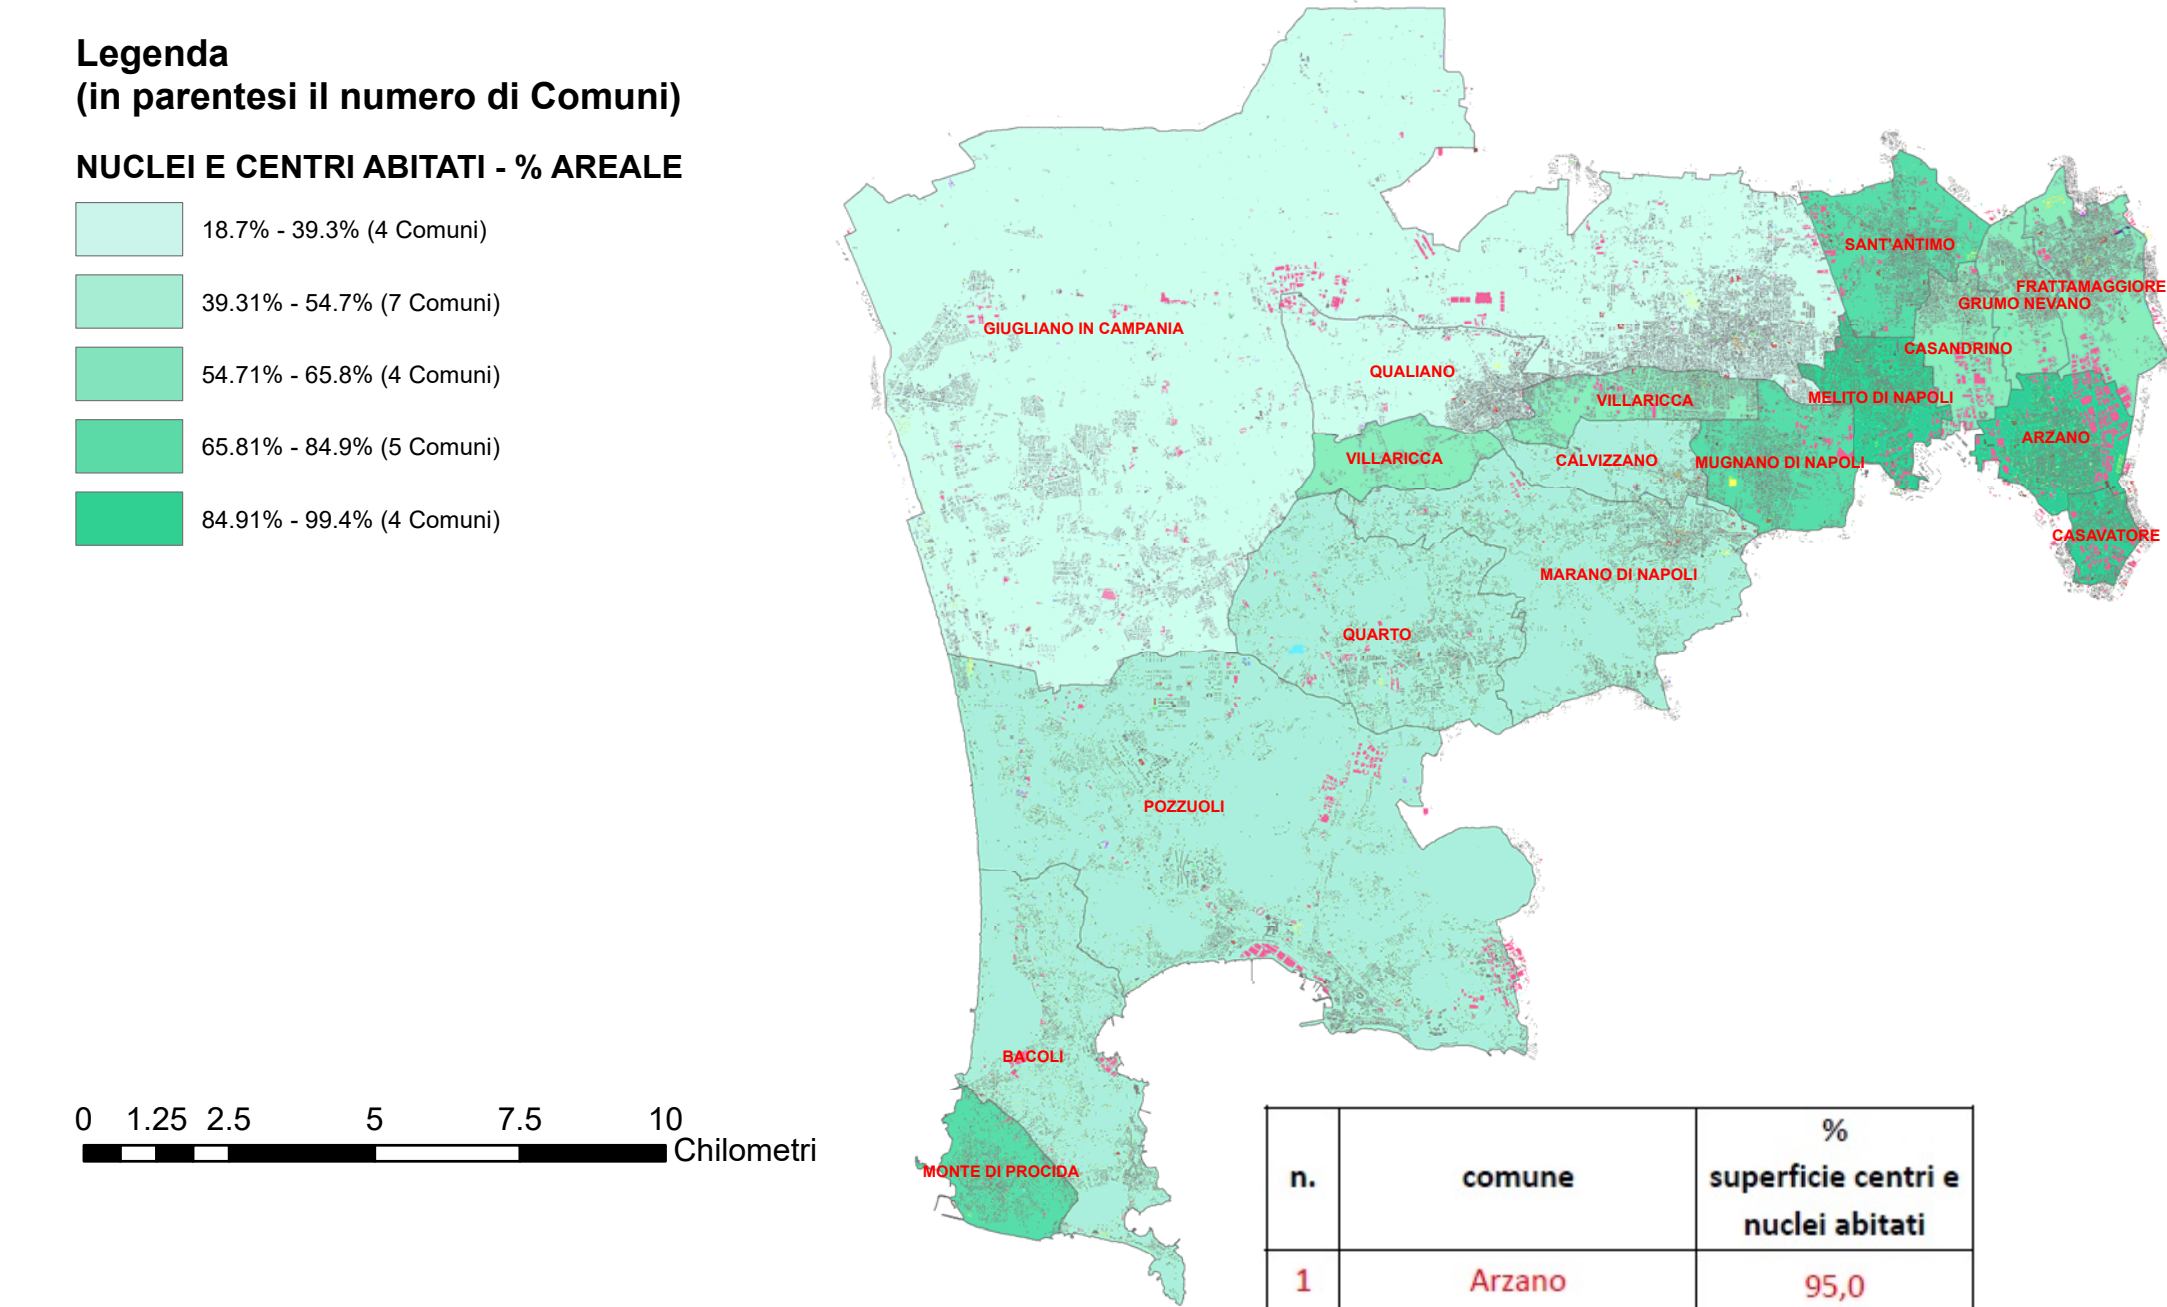 Legenda
(in parentesi il numero di Comuni)
NUCLEI E CENTRI ABITATI - % AREALE
18.7% - 39.3% (4 Comuni)
39.31% - 54.7% (7 Comuni)
54.71% - 65.8% (4 Comuni)
65.81% - 84.9% (5 Comuni)
84.91% - 99.4% (4 Comuni)
SANT'ANTIMO
FRATTAMAGGIORE
GRUMO NEVANO
GIUGLIANO IN CAMPANIA
CASANDRINO
QUALIANO
MELITO DI NAPOLI
VILLARICCA
ARZANO
VILLARICCA
CALVIZZANO
MUGNANO DI NAPOLI
CASAVATORE
MARANO DI NAPOLI
QUARTO
POZZUOLI
BACOLI
MONTE DI PROCIDA
0 1.25 2.5 5 7.5 10
Chilometri
n. comune %
superficie centri e
nuclei abitati
1 Arzano 95,0